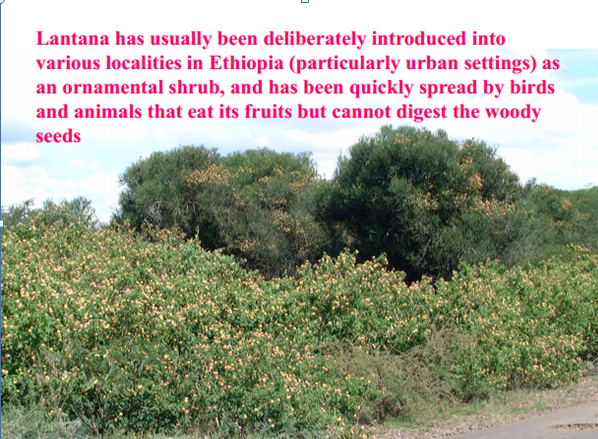 Lantana has usually been deliberately introduced into
various localities in Ethiopia (particularly urban settings) as
an ornamental shrub, and has been quickly spread by birds
and animals that eat its fruits but cannot digest the woody
seeds